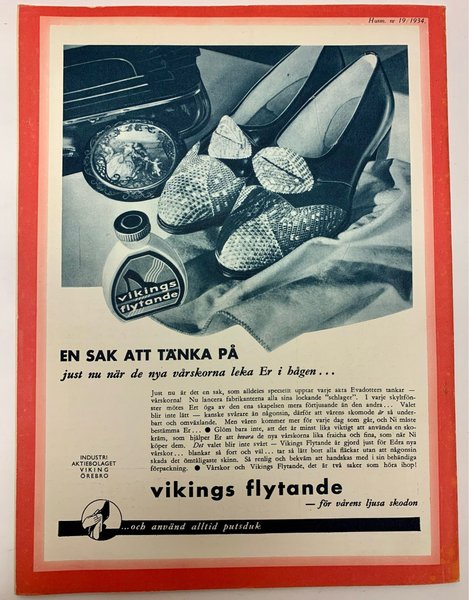 Husm. nr 19/1934.
vikings
flytande
EN SAK ATT TÄNKA PÅ
just nu när de nya vårskorna leka Er i hågen...
Just nu är det en sak, som alldeles speciellt upptar varje äkta Evadotters tankar —
vårskorna! Nu lancera fabrikanterna alla sina lockande "schlager". I varje skyltföns-
ter mötes Ert öga av den ena skapelsen mera förtjusande än den andra... Valet
blir inte lätt — kanske svårare än någonsin, därför att vårens skomode är så under-
bart och omväxlande. Men våren kommer mer för varje dag som går, och Ni måste
bestämma Er... ● Glöm bara inte, att det är minst lika viktigt att använda en sko-
kräm, som hjälper Er att bevara de nya vårskorna lika fraicha och fina, som när Ni
köper dem. Det valet blir inte svårt — Vikings Flytande är gjord just för Edra nya
vårskor... blankar så fort och väl... tar så lätt bort alla fläckar utan att någonsin
skada det ömtåligaste skinn. Så renlig och bekväm att handskas med i sin behändiga
förpackning. ● Vårskor och Vikings Flytande, det är två saker som höra ihop!
INDUSTRI
AKTIEBOLAGET
VIKING
ÖREBRO
vikings flytande
— för vårens ljusa skodon
...och använd alltid putsduk